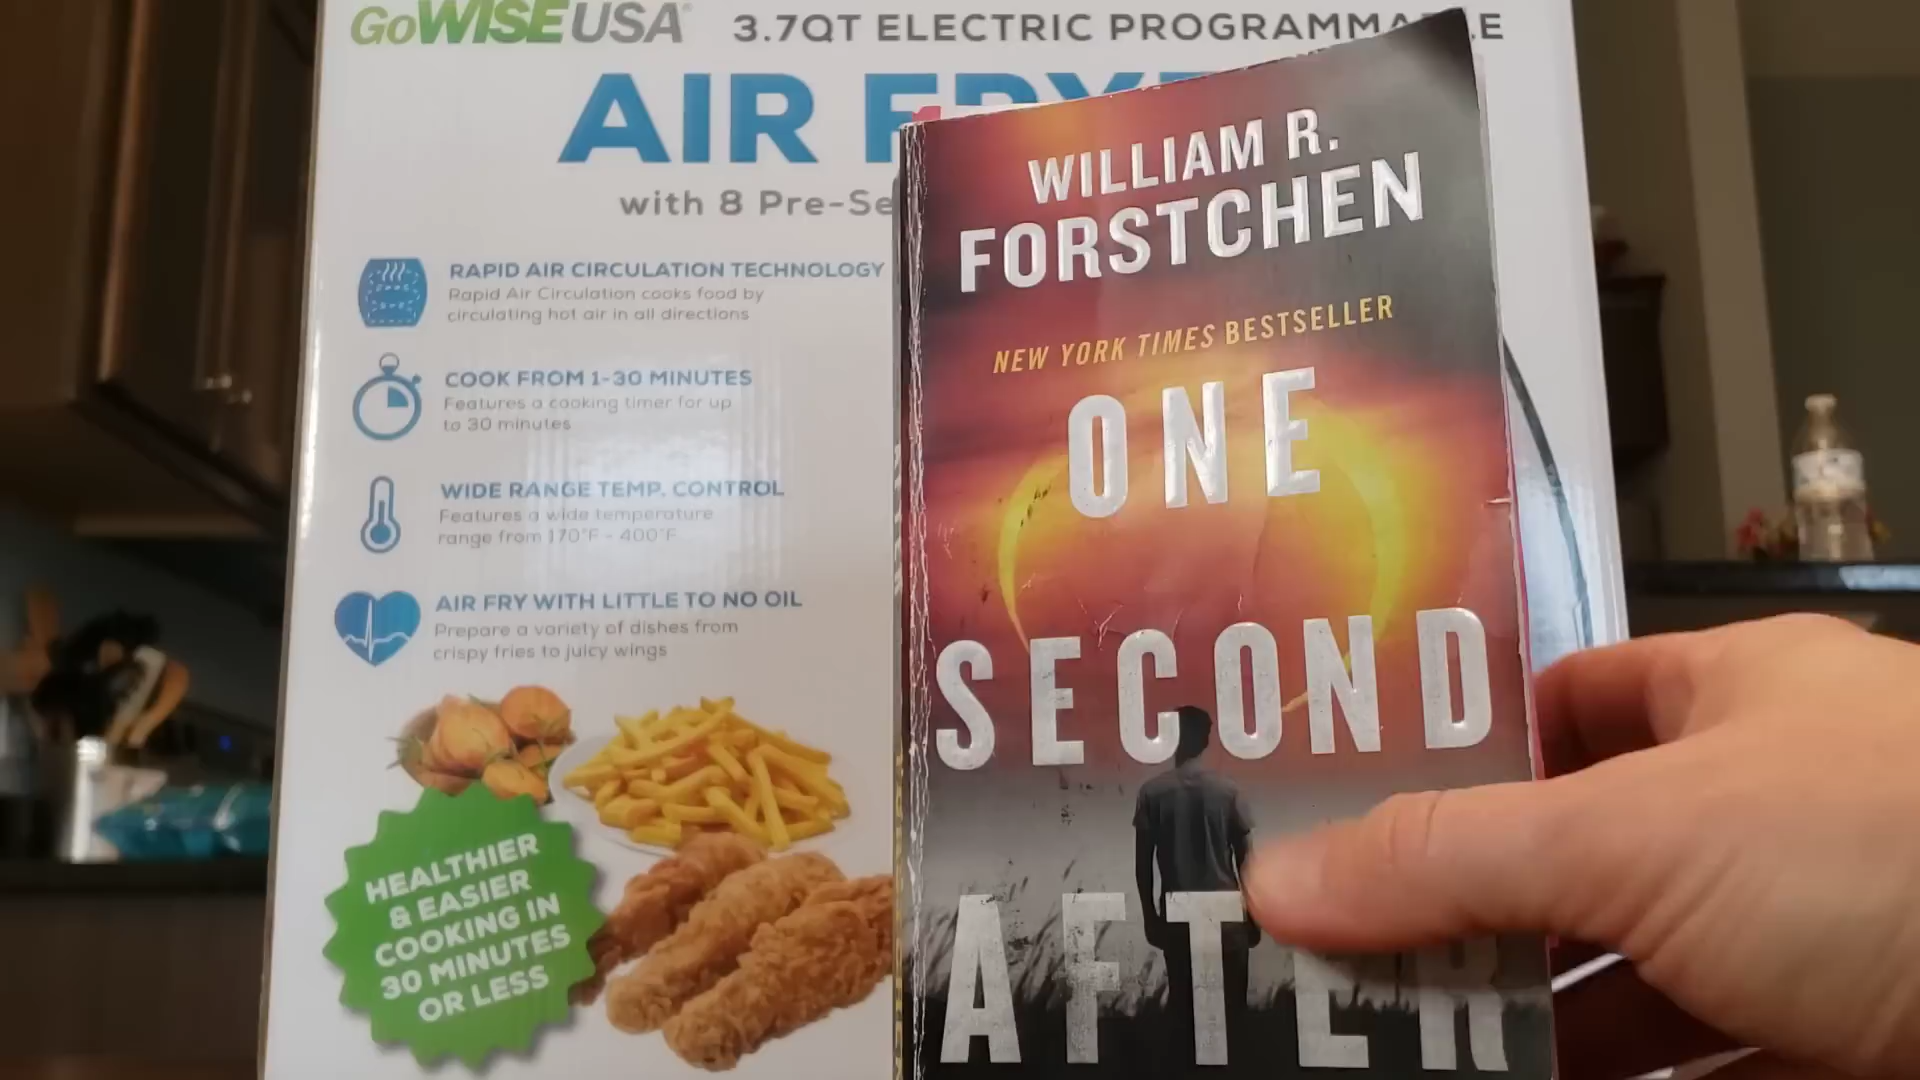 GoWISE USA®
3.7QT ELECTRIC PROGRAMMA
E
AIR FRYE
with 8 Pre-Se
RAPID AIR CIRCULATION TECHNOLOGY
Rapid Air Circulation cooks food by
circulating hot air in all directions
COOK FROM 1-30 MINUTES
Features a cooking timer for up
to 30 minutes
WIDE RANGE TEMP. CONTROL
Features a wide temperature
range from 170°F - 400°F
AIR FRY WITH LITTLE TO NO OIL
Prepare a variety of dishes from
crispy fries to juicy wings
HEALTHIER
& EASIER
COOKING IN
30 MINUTES
OR LESS
WILLIAM R.
FORSTCHEN
NEW YORK TIMES BESTSELLER
ONE
SECOND
AFTER